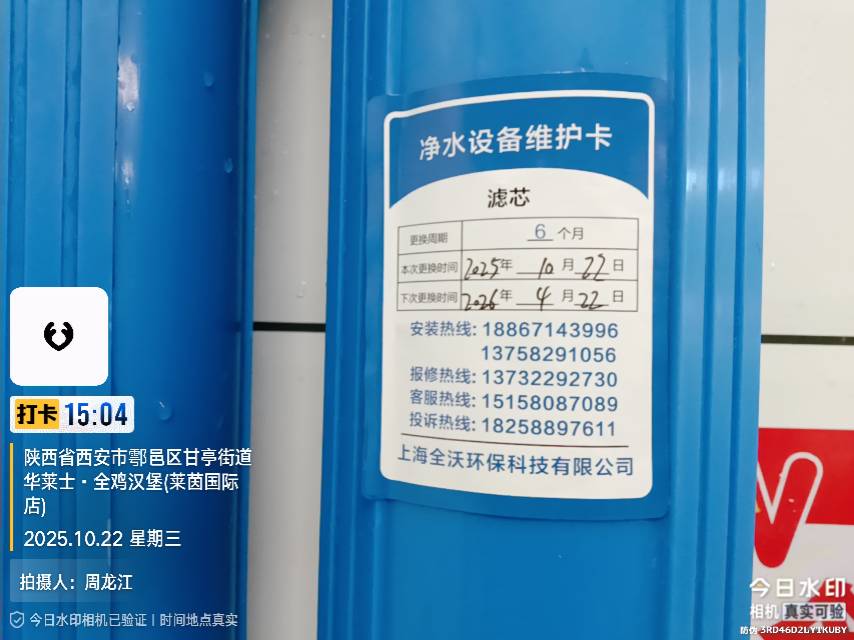 净水设备维护卡
滤芯
更换周期 6 个月
本次更换时间 2025年 10 月 22 日
下次更换时间 2026年 4 月 22 日
安装热线: 18867143996
13758291056
报修热线: 13732292730
客服热线: 15158087089
投诉热线: 18258897611
上海全沃环保科技有限公司
打卡 15:04
陕西省西安市鄠邑区甘亭街道
华莱士·全鸡汉堡(莱茵国际
店)
2025.10.22 星期三
拍摄人: 周龙江
今日水印相机已验证 | 时间地点真实
今日水印
相机 真实可验
防伪 3RD46D2LYTKUBY